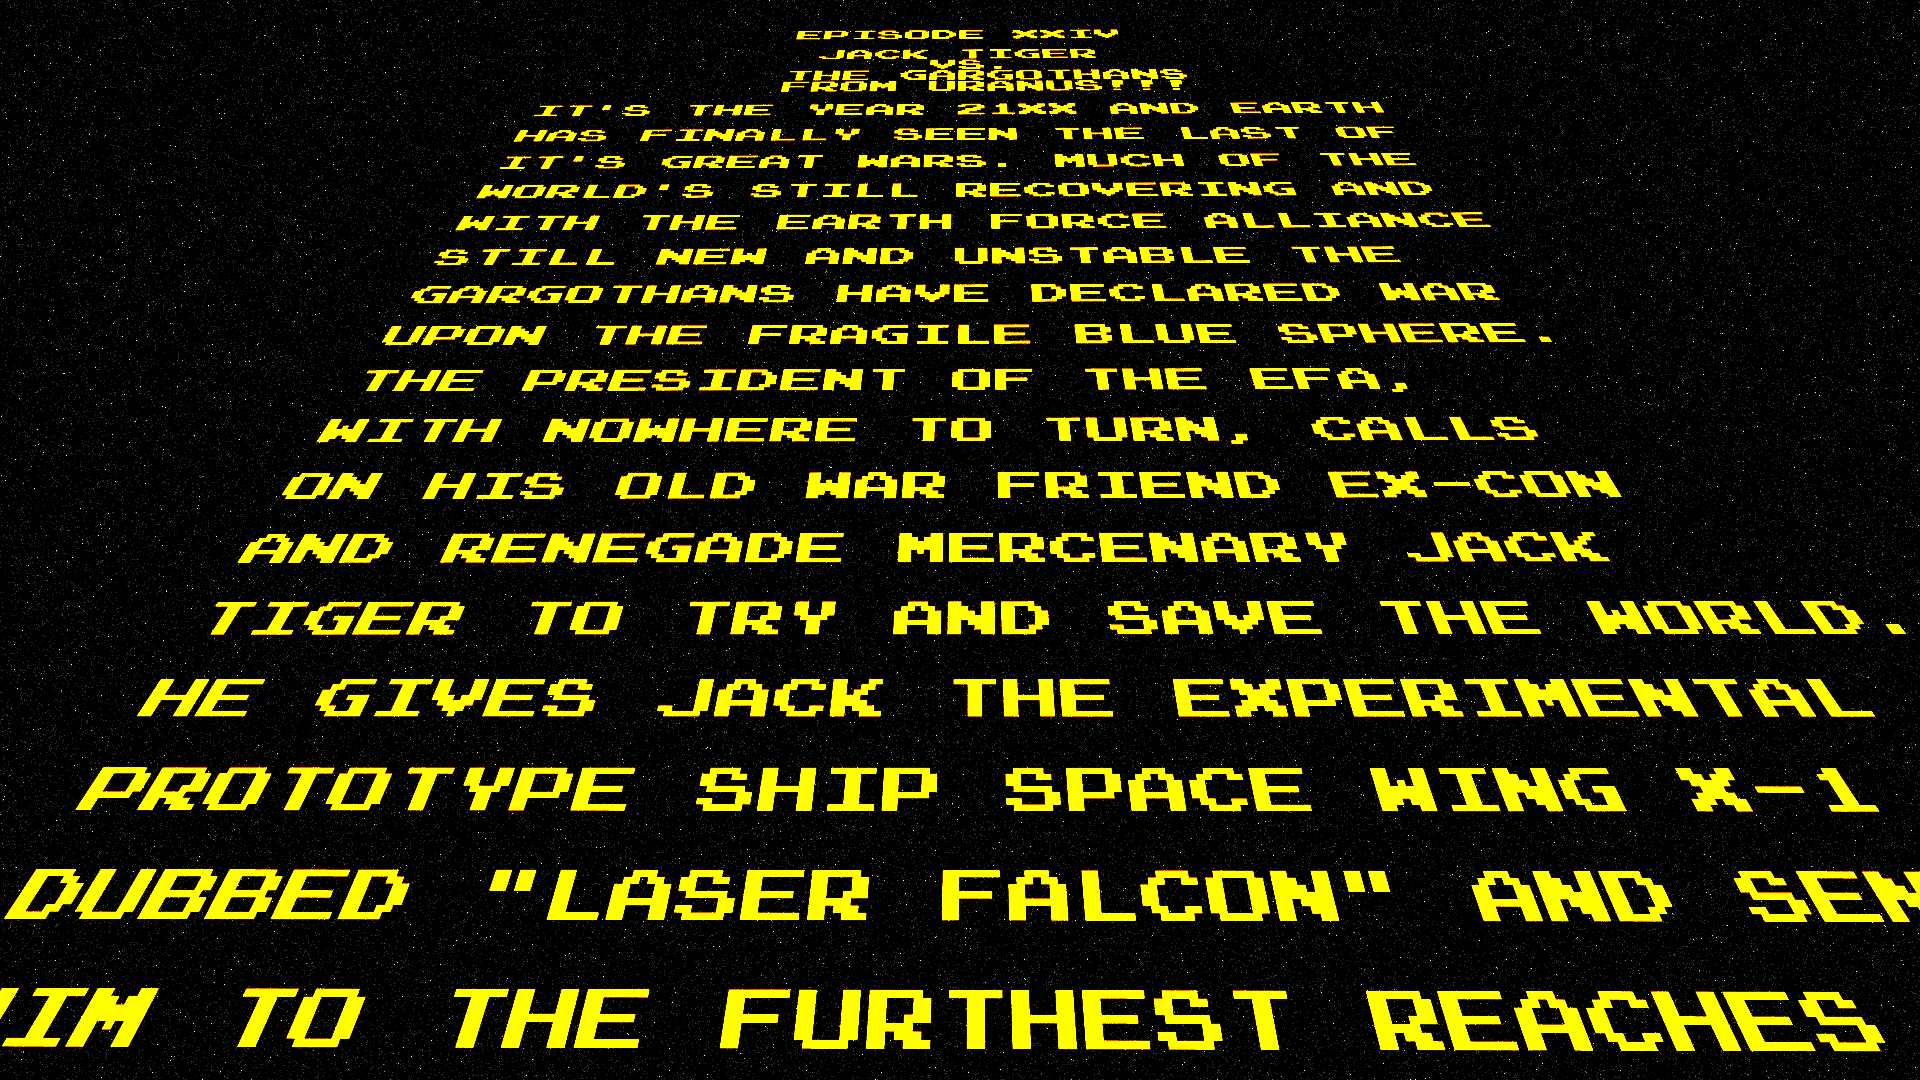 EPISODE XXIV
JACK TIGER
VS.
THE GARGOTHANS
FROM URANUS!!!
IT'S THE YEAR 21XX AND EARTH
HAS FINALLY SEEN THE LAST OF
IT'S GREAT WARS. MUCH OF THE
WORLD'S STILL RECOVERING AND
WITH THE EARTH FORCE ALLIANCE
STILL NEW AND UNSTABLE THE
GARGOTHANS HAVE DECLARED WAR
UPON THE FRAGILE BLUE SPHERE.
THE PRESIDENT OF THE EFA,
WITH NOWHERE TO TURN, CALLS
ON HIS OLD WAR FRIEND EX-CON
AND RENEGADE MERCENARY JACK
TIGER TO TRY AND SAVE THE WORLD.
HE GIVES JACK THE EXPERIMENTAL
PROTOTYPE SHIP SPACE WING X-1
DUBBED "LASER FALCON" AND SEN
IM TO THE FURTHEST REACHES